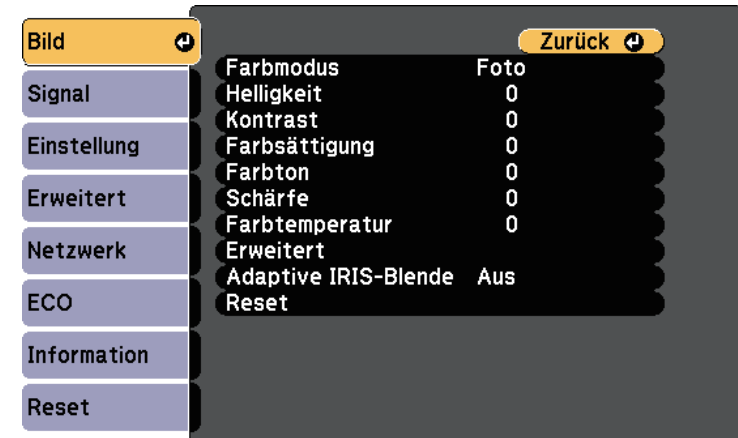 Bild
Signal
Einstellung
Erweitert
Netzwerk
ECO
Information
Reset
Zurück
Farbmodus Foto
Helligkeit 0
Kontrast 0
Farbsättigung 0
Farbton 0
Schärfe 0
Farbtemperatur 0
Erweitert
Adaptive IRIS-Blende Aus
Reset